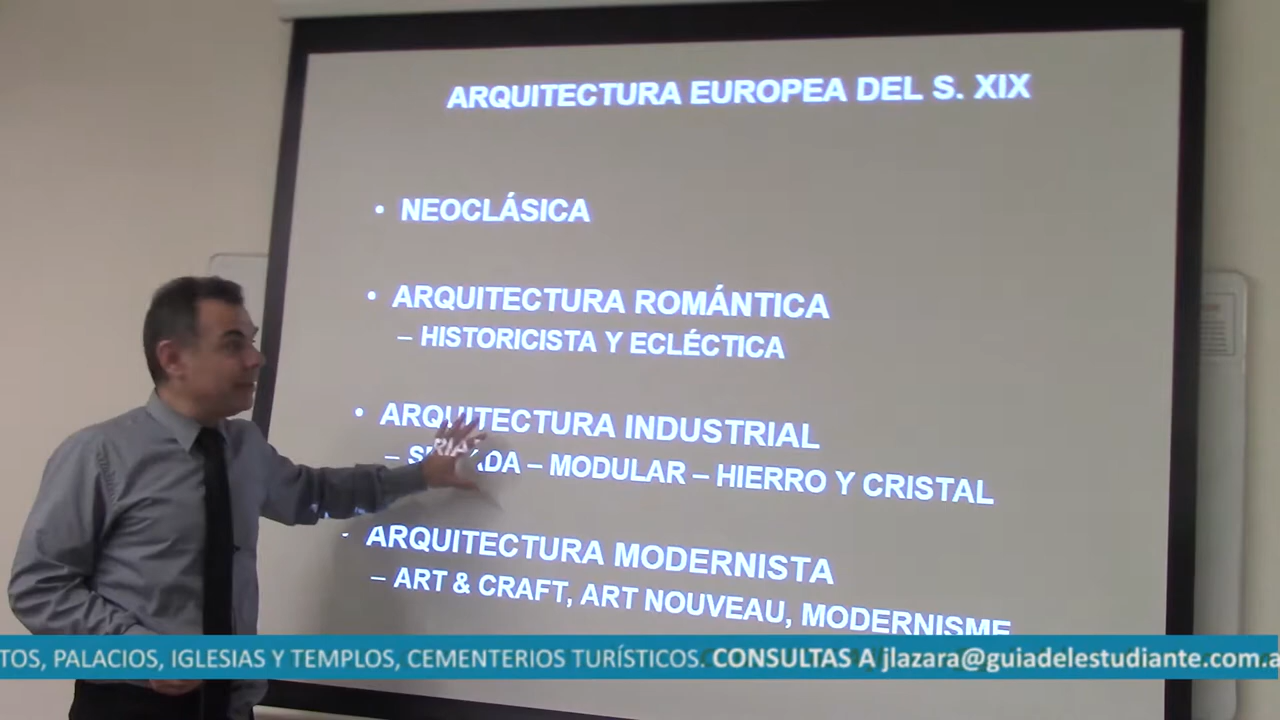 ARQUITECTURA EUROPEA DEL S. XIX
• NEOCLÁSICA
• ARQUITECTURA ROMÁNTICA
– HISTORICISTA Y ECLÉCTICA
• ARQUITECTURA INDUSTRIAL
– – MODULAR – HIERRO Y CRISTAL
• ARQUITECTURA MODERNISTA
– ART & CRAFT, ART NOUVEAU, MODERNISME
TOS, PALACIOS, IGLESIAS Y TEMPLOS, CEMENTERIOS TURÍSTICOS. CONSULTAS A jlazara@guiadelestudiante.com.a